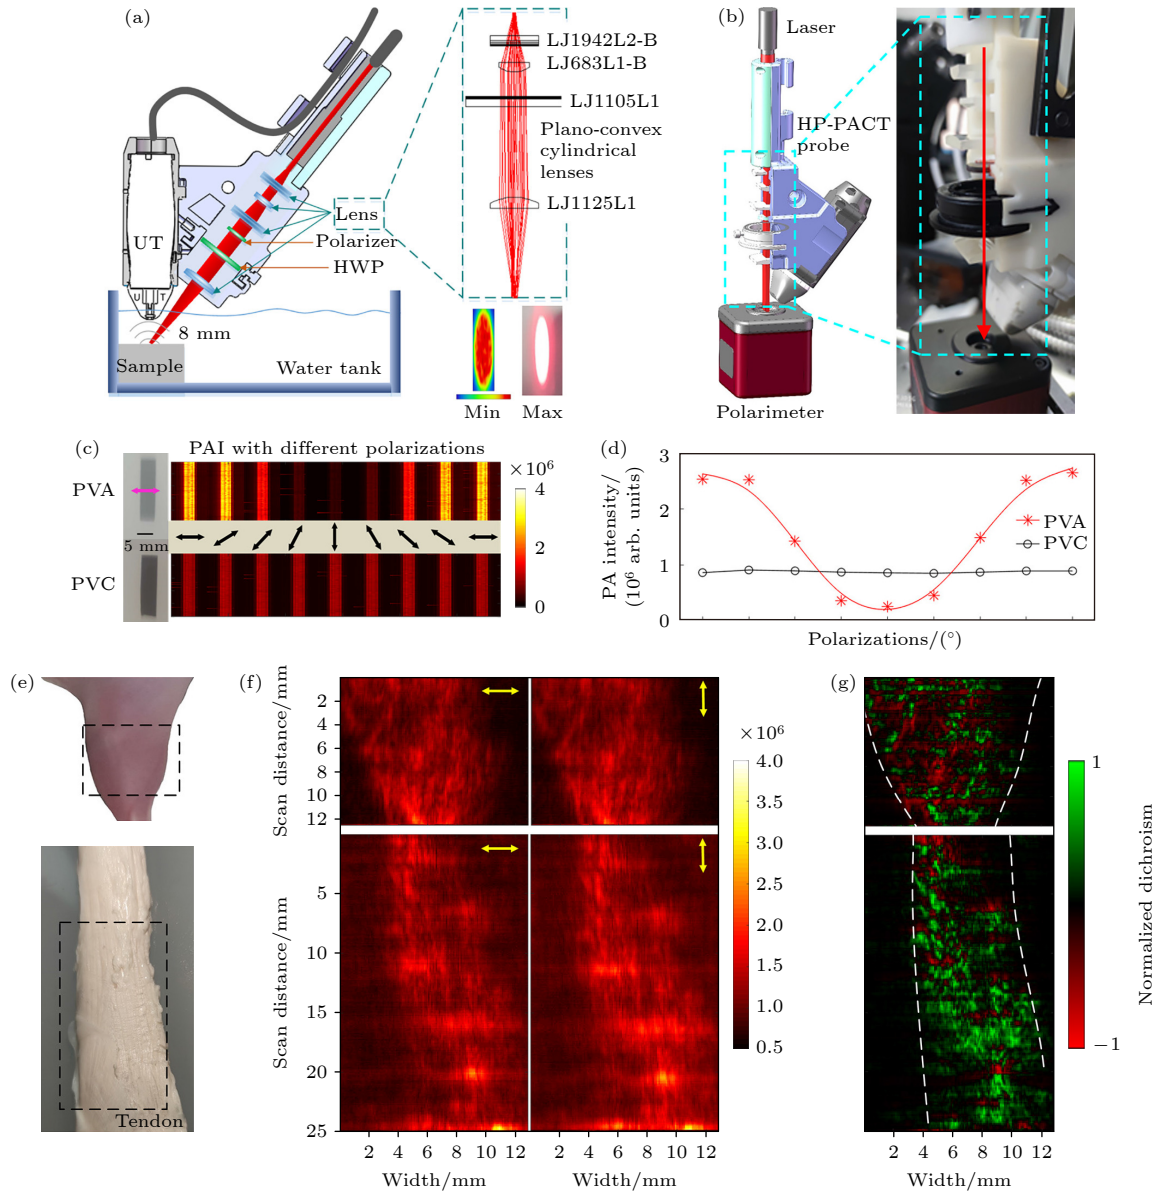 (a)
UT
U T
8 mm
Sample
Water tank
Lens
Polarizer
HWP
LJ1942L2-B
LJ683L1-B
LJ1105L1
Plano-convex
cylindrical
lenses
LJ1125L1
Min
Max
(b)
Laser
HP-PACT
probe
Polarimeter
(c)
PAI with different polarizations
PVA
5 mm
PVC
×10⁶
4
2
0
(d)
PA intensity/
(10⁶ arb. units)
3
2
1
0
PVA
PVC
Polarizations/(°)
(e)
Tendon
(f)
Scan distance/mm
2
4
6
8
10
12
Scan distance/mm
5
10
15
20
25
2 4 6 8 10 12
2 4 6 8 10 12
Width/mm
Width/mm
×10⁶
4.0
3.5
3.0
2.5
2.0
1.5
1.0
0.5
(g)
2 4 6 8 10 12
Width/mm
1
−1
Normalized dichroism